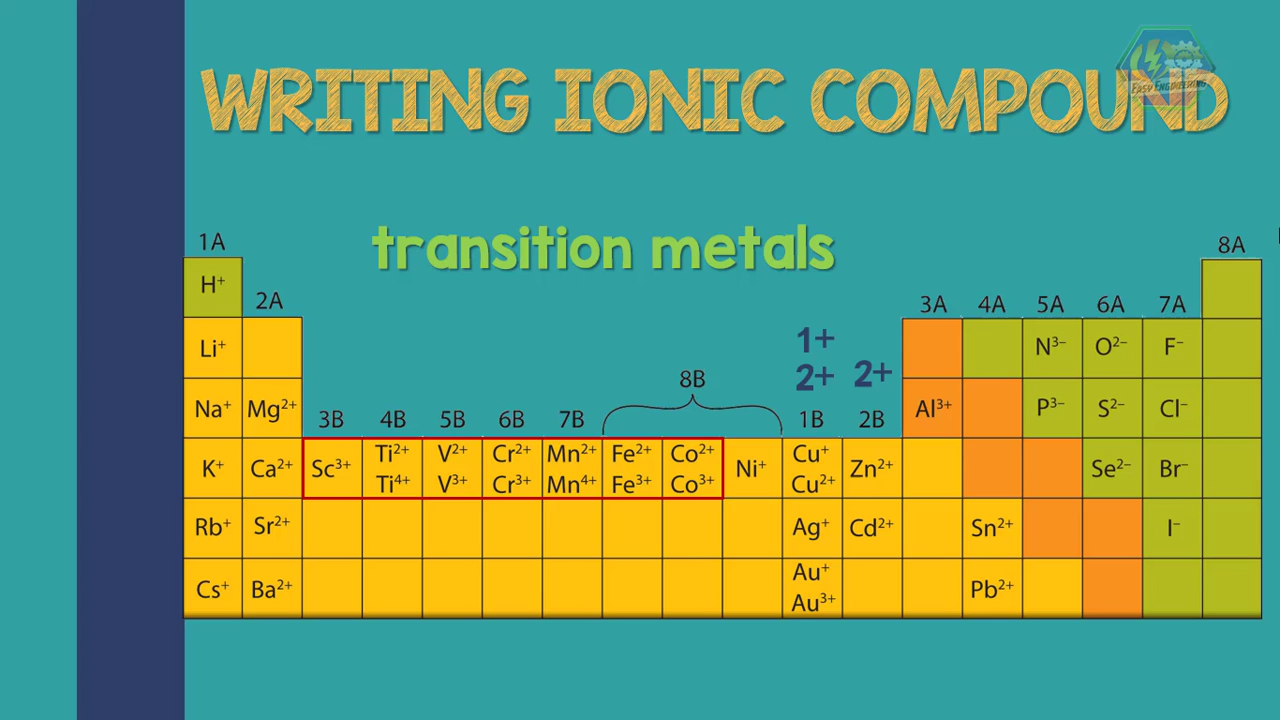 EASY ENGINEERING
WRITING IONIC COMPOUND
transition metals
1A 8A
H⁺ 2A 3A 4A 5A 6A 7A
Li⁺ 1+ N³⁻ O²⁻ F⁻
2+ 2+
8B
Na⁺ Mg²⁺ 3B 4B 5B 6B 7B 1B 2B Al³⁺ P³⁻ S²⁻ Cl⁻
K⁺ Ca²⁺ Sc³⁺ Ti²⁺ Ti⁴⁺ V²⁺ V³⁺ Cr²⁺ Cr³⁺ Mn²⁺ Mn⁴⁺ Fe²⁺ Fe³⁺ Co²⁺ Co³⁺ Ni⁺ Cu⁺ Cu²⁺ Zn²⁺ Se²⁻ Br⁻
Rb⁺ Sr²⁺ Ag⁺ Cd²⁺ Sn²⁺ I⁻
Cs⁺ Ba²⁺ Au⁺ Au³⁺ Pb²⁺